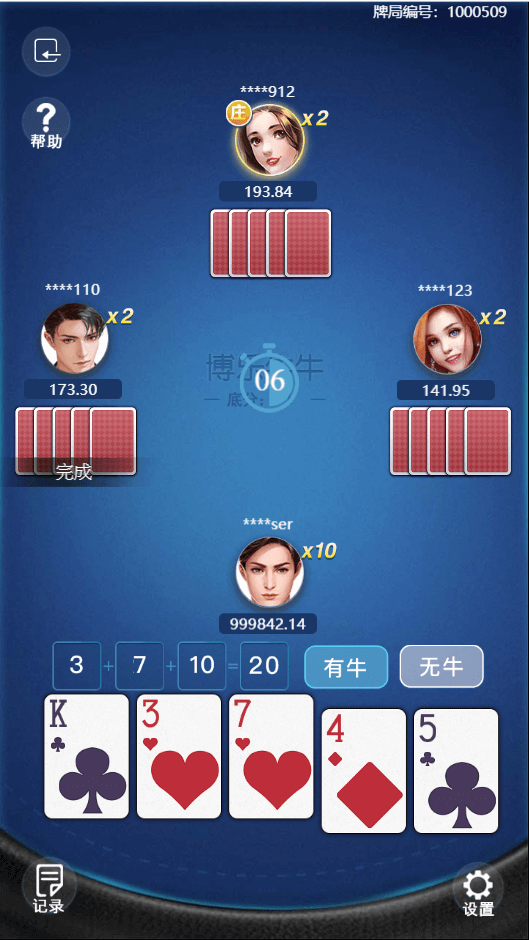 牌局编号：1000509
****912
庄
x2
帮助
193.84
****110
x2
****123
x2
06
173.30
141.95
底分:
完成
****ser
x10
999842.14
3 + 7 + 10 = 20
有牛
无牛
K
3
7
4
5
记录
设置